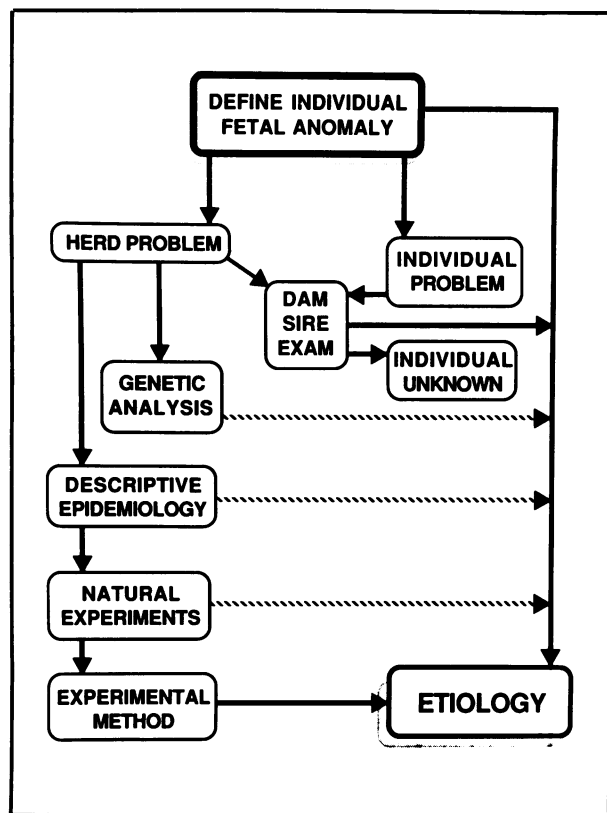 DEFINE INDIVIDUAL
FETAL ANOMALY
HERD PROBLEM
INDIVIDUAL
PROBLEM
DAM
SIRE
EXAM
INDIVIDUAL
UNKNOWN
GENETIC
ANALYSIS
DESCRIPTIVE
EPIDEMIOLOGY
NATURAL
EXPERIMENTS
EXPERIMENTAL
METHOD
ETIOLOGY